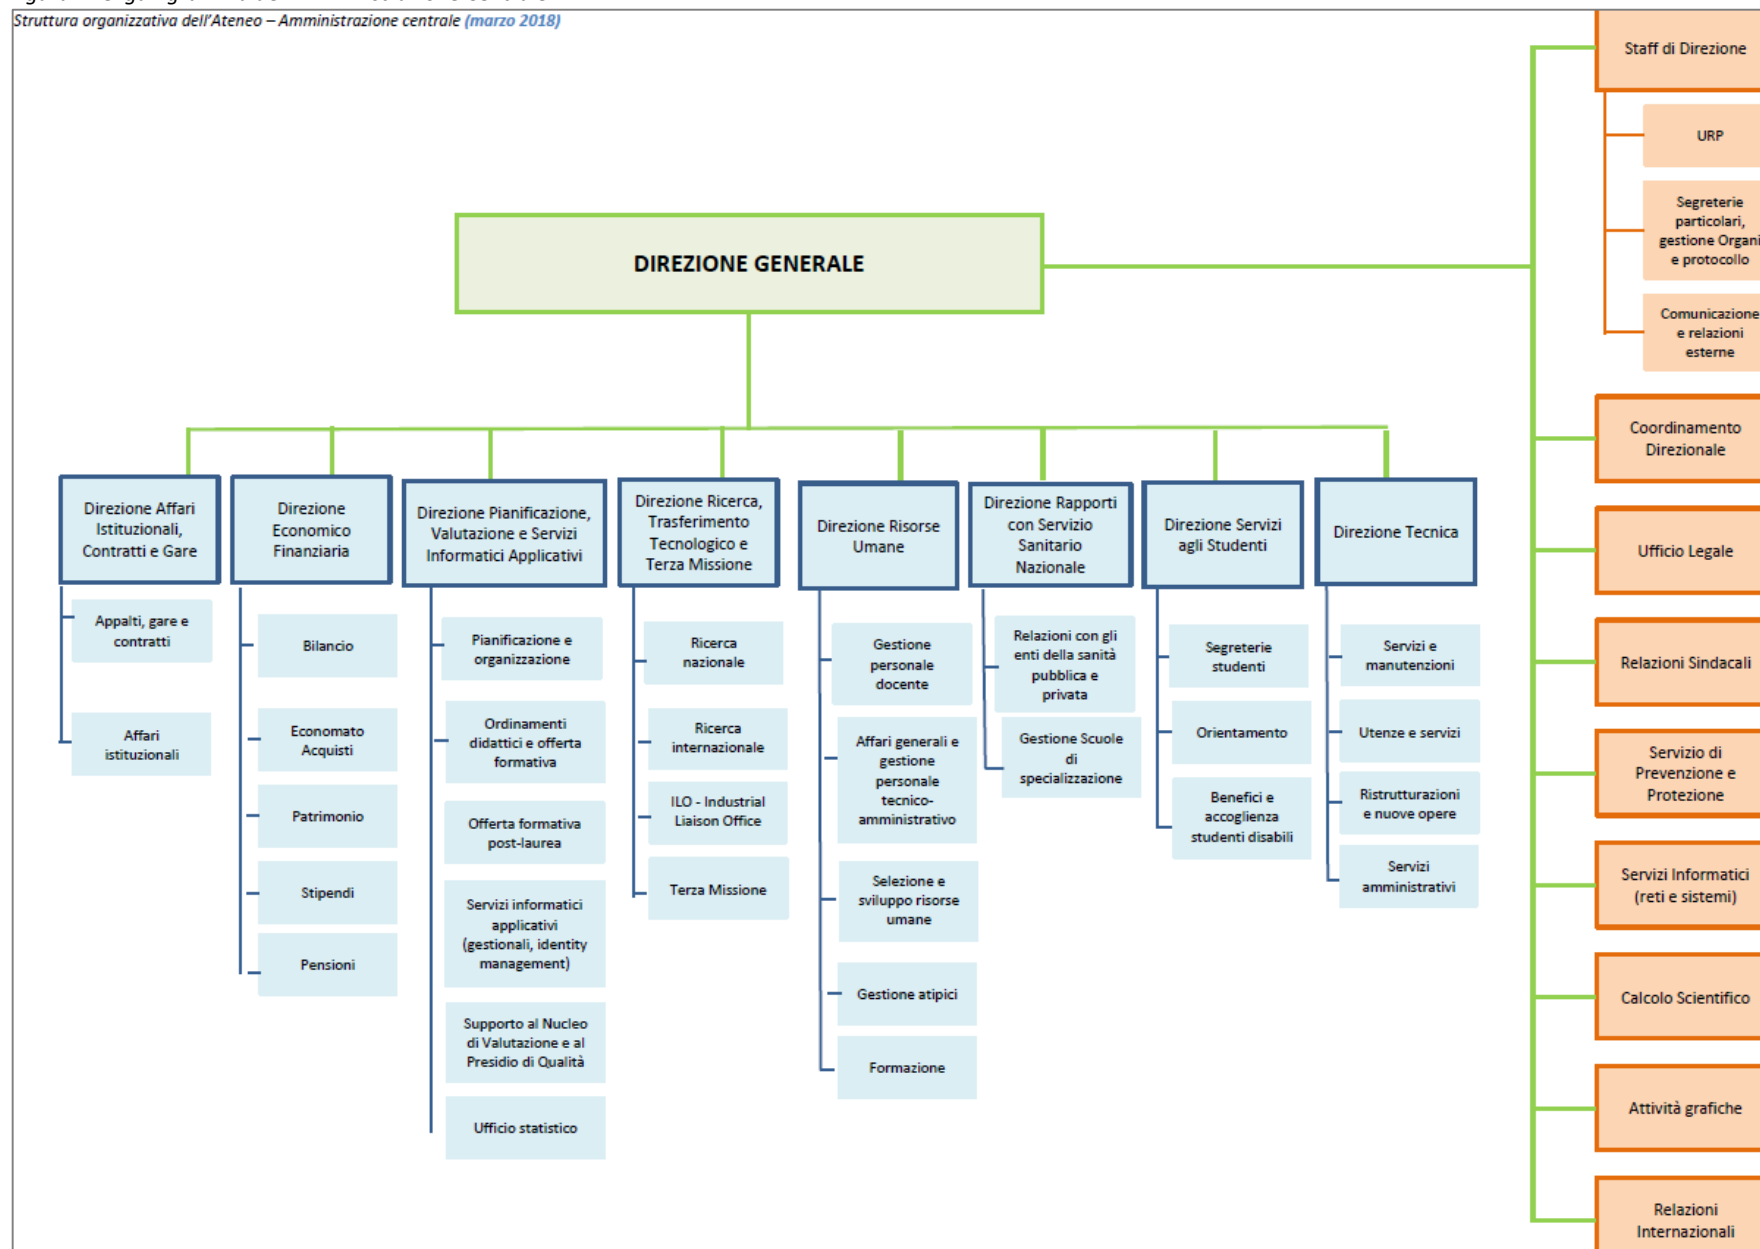 Struttura organizzativa dell'Ateneo – Amministrazione centrale (marzo 2018)
DIREZIONE GENERALE
Direzione Affari
Istituzionali,
Contratti e Gare
Appalti, gare e
contratti
Affari
istituzionali
Direzione
Economico
Finanziaria
Bilancio
Economato
Acquisti
Patrimonio
Stipendi
Pensioni
Direzione Pianificazione,
Valutazione e Servizi
Informatici Applicativi
Pianificazione e
organizzazione
Ordinamenti
didattici e offerta
formativa
Offerta formativa
post-laurea
Servizi informatici
applicativi
(gestionali, identity
management)
Supporto al Nucleo
di Valutazione e al
Presidio di Qualità
Ufficio statistico
Direzione Ricerca,
Trasferimento
Tecnologico e
Terza Missione
Ricerca
nazionale
Ricerca
internazionale
ILO - Industrial
Liaison Office
Terza Missione
Direzione Risorse
Umane
Gestione
personale
docente
Affari generali e
gestione
personale
tecnico-
amministrativo
Selezione e
sviluppo risorse
umane
Gestione atipici
Formazione
Direzione Rapporti
con Servizio
Sanitario
Nazionale
Relazioni con gli
enti della sanità
pubblica e
privata
Gestione Scuole
di
specializzazione
Direzione Servizi
agli Studenti
Segreterie
studenti
Orientamento
Benefici e
accoglienza
studenti disabili
Direzione Tecnica
Servizi e
manutenzioni
Utenze e servizi
Ristrutturazioni
e nuove opere
Servizi
amministrativi
Staff di Direzione
URP
Segreterie
particolari,
gestione Organi
e protocollo
Comunicazione
e relazioni
esterne
Coordinamento
Direzionale
Ufficio Legale
Relazioni Sindacali
Servizio di
Prevenzione e
Protezione
Servizi Informatici
(reti e sistemi)
Calcolo Scientifico
Attività grafiche
Relazioni
Internazionali